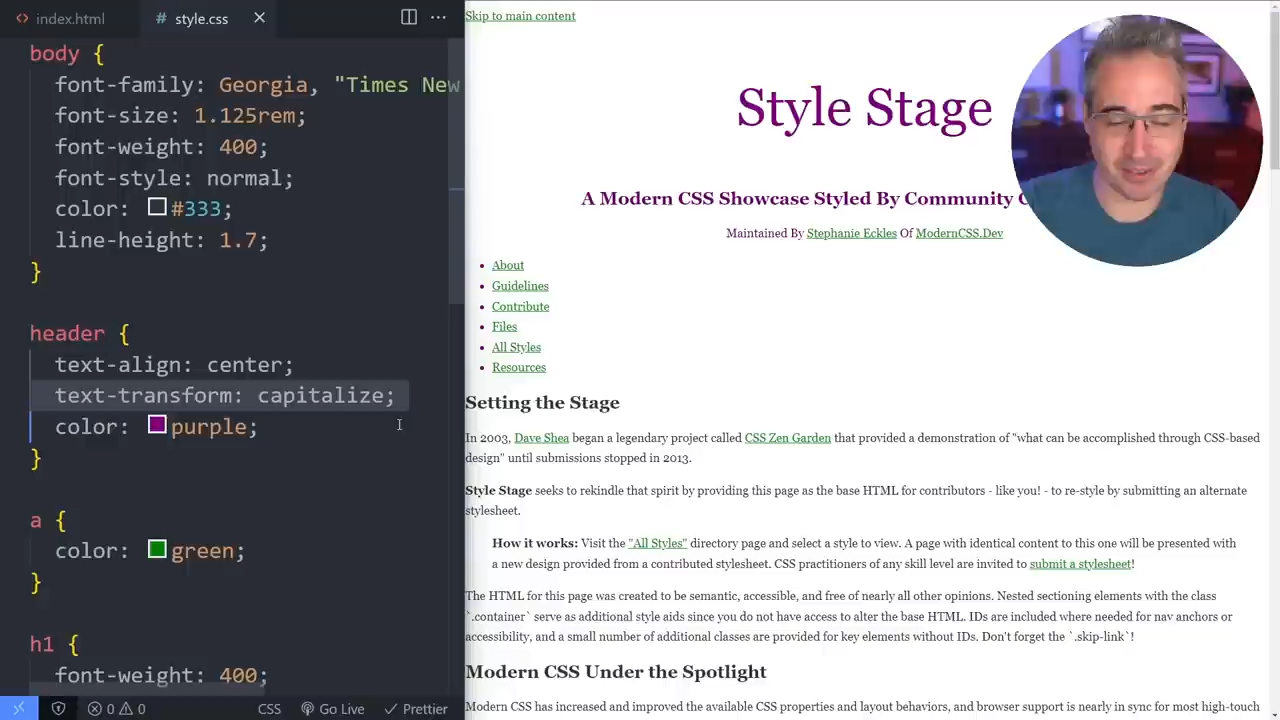 index.html
style.css
body {
font-family: Georgia, "Times New
font-size: 1.125rem;
font-weight: 400;
font-style: normal;
color: #333;
line-height: 1.7;
}
header {
text-align: center;
text-transform: capitalize;
color: purple;
}
a {
color: green;
}
h1 {
font-weight: 400;
0 0
CSS
Go Live
Prettier
Skip to main content
Style Stage
A Modern CSS Showcase Styled By Community C
Maintained By Stephanie Eckles Of ModernCSS.Dev
About
Guidelines
Contribute
Files
All Styles
Resources
Setting the Stage
In 2003, Dave Shea began a legendary project called CSS Zen Garden that provided a demonstration of "what can be accomplished through CSS-based
design" until submissions stopped in 2013.
Style Stage seeks to rekindle that spirit by providing this page as the base HTML for contributors - like you! - to re-style by submitting an alternate
stylesheet.
How it works: Visit the "All Styles" directory page and select a style to view. A page with identical content to this one will be presented with
a new design provided from a contributed stylesheet. CSS practitioners of any skill level are invited to submit a stylesheet!
The HTML for this page was created to be semantic, accessible, and free of nearly all other opinions. Nested sectioning elements with the class
`.container` serve as additional style aids since you do not have access to alter the base HTML. IDs are included where needed for nav anchors or
accessibility, and a small number of additional classes are provided for key elements without IDs. Don't forget the `.skip-link`!
Modern CSS Under the Spotlight
Modern CSS has increased and improved the available CSS properties and layout behaviors, and browser support is nearly in sync for most high-touch